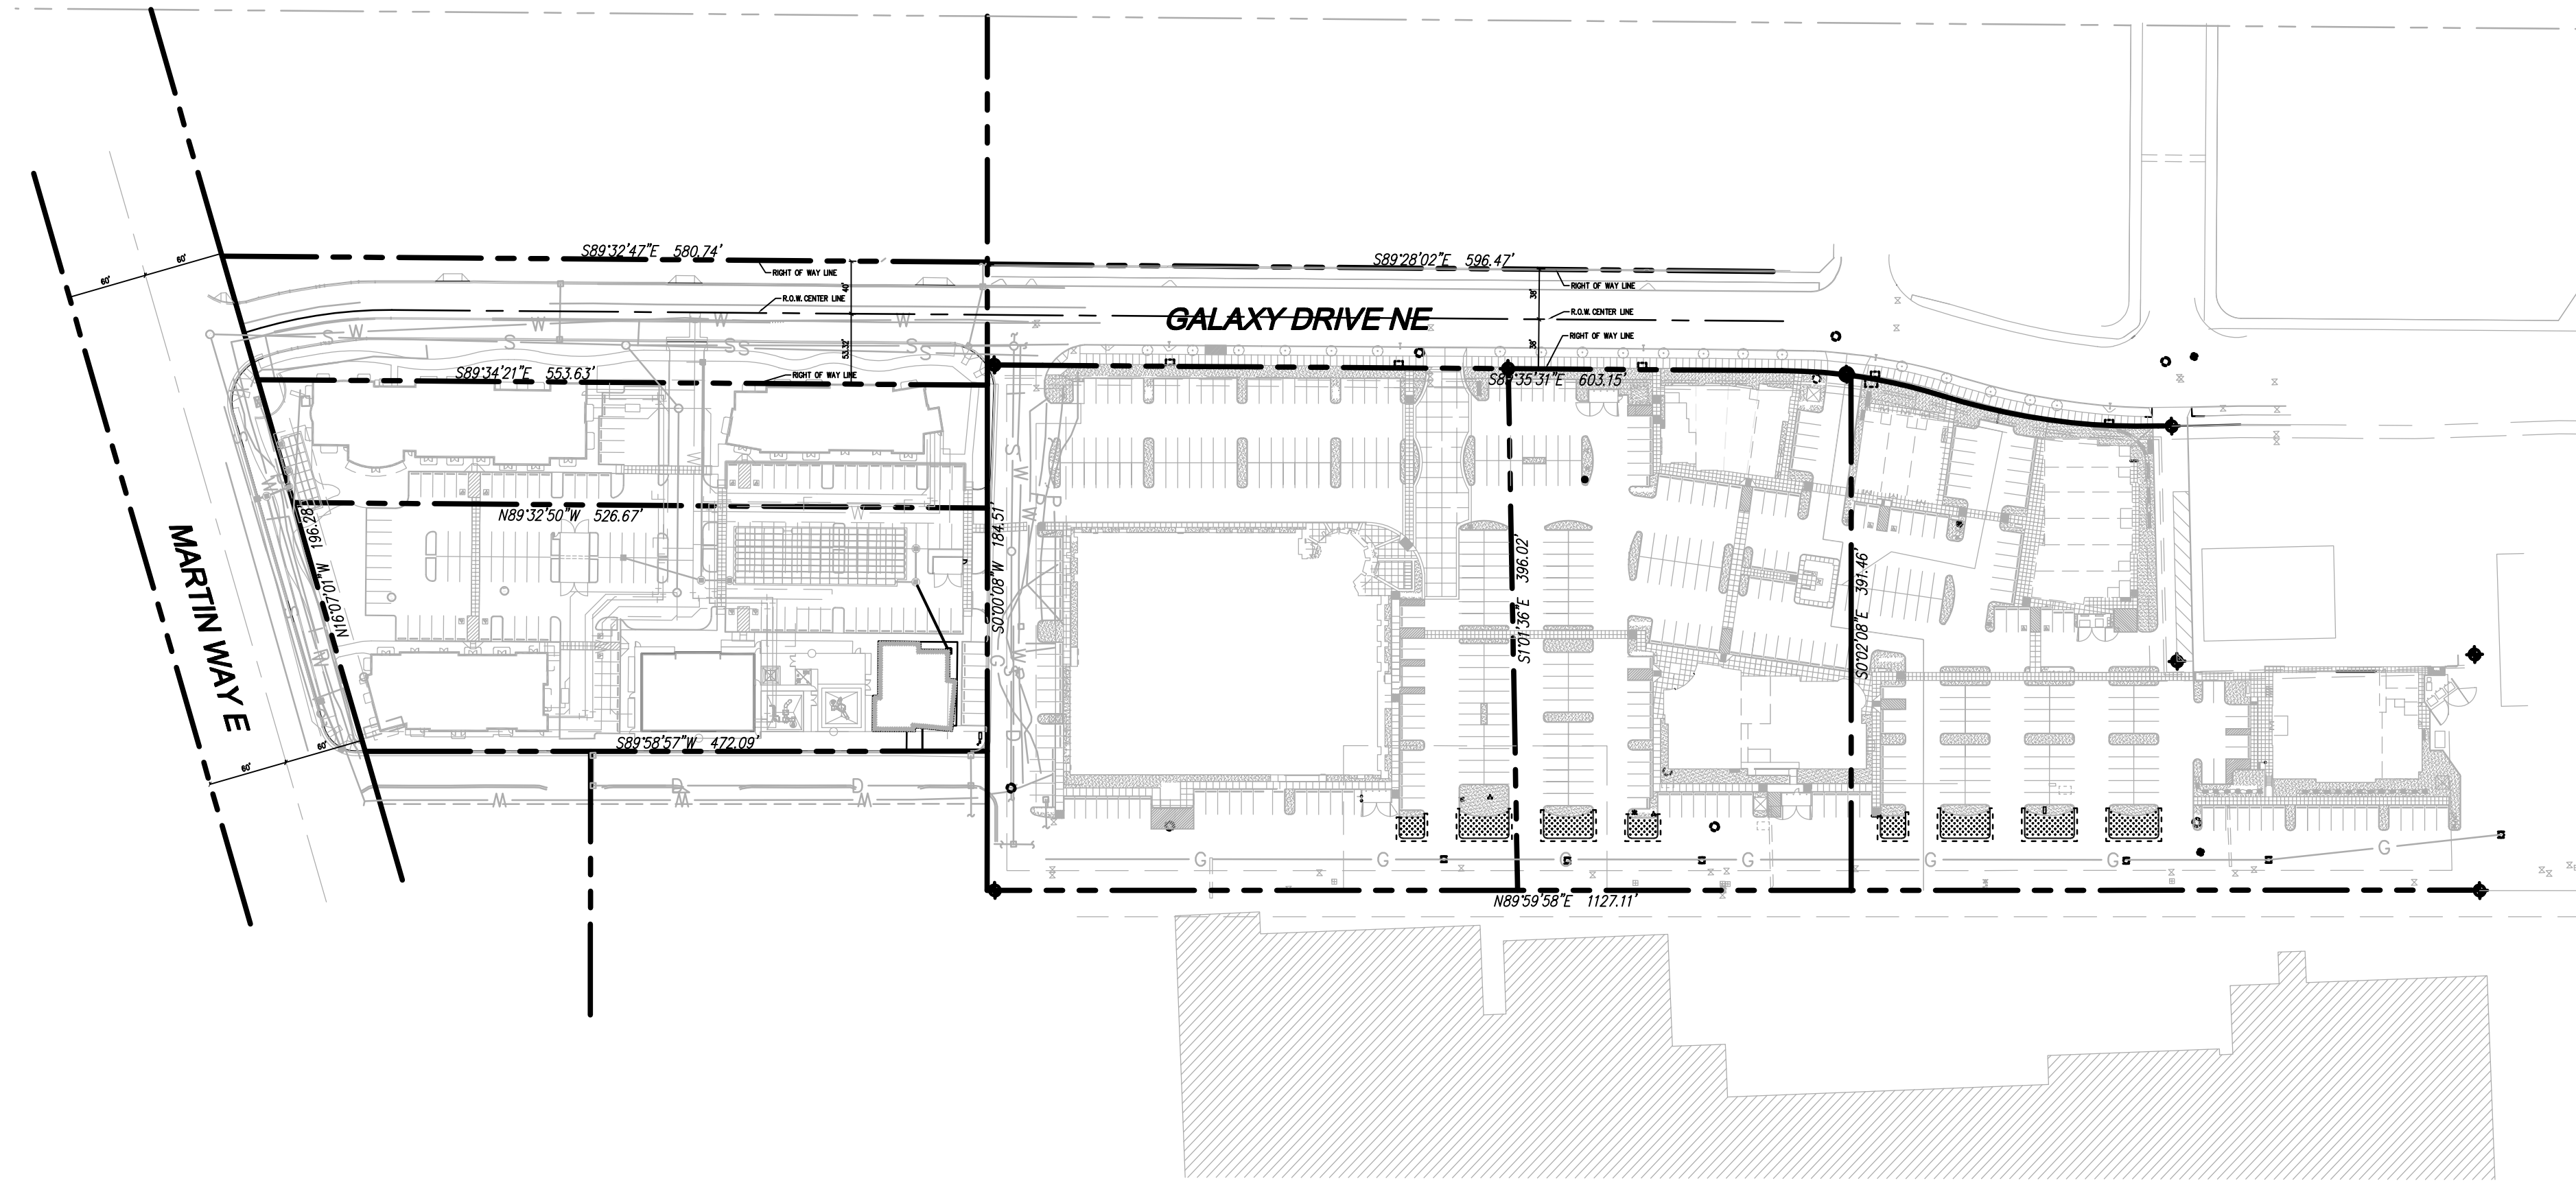 S89°32'47"E 580.74'
S89°28'02"E 596.47'
60'
60'
RIGHT OF WAY LINE
RIGHT OF WAY LINE
40'
38'
R.O.W. CENTER LINE
R.O.W. CENTER LINE
GALAXY DRIVE NE
W
W
W
W
RIGHT OF WAY LINE
S
S
SS
S
S
53.32'
38'
S89°34'21"E 553.63'
RIGHT OF WAY LINE
S89°35'31"E 603.15'
N89°32'50"W 526.67'
W
N16°07'01"W 196.28'
S0°00'08"W 184.51'
S1°01'36"E 396.02'
S0°02'08"E 391.46'
MARTIN WAY E
S
W
G
S
D
S89°58'57"W 472.09'
60'
60'
D
D
W
W
W
G
G
G
G
G
G
G
N89°59'58"E 1127.11'